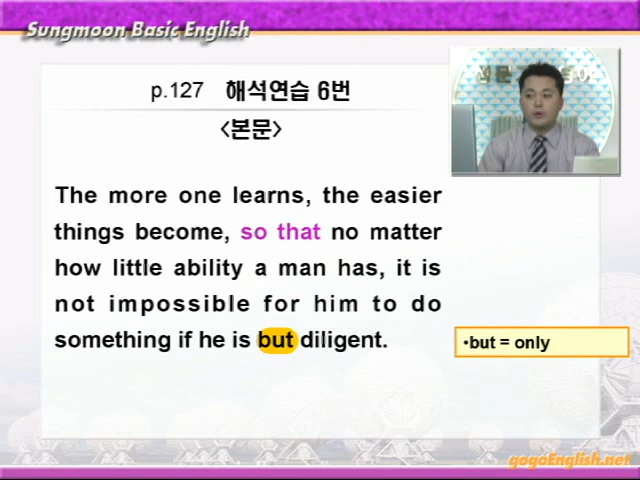 Sungmoon Basic English
p.127 해석연습 6번
<본문>
The more one learns, the easier
things become, so that no matter
how little ability a man has, it is
not impossible for him to do
something if he is but diligent.
•but = only
gogoEnglish.net